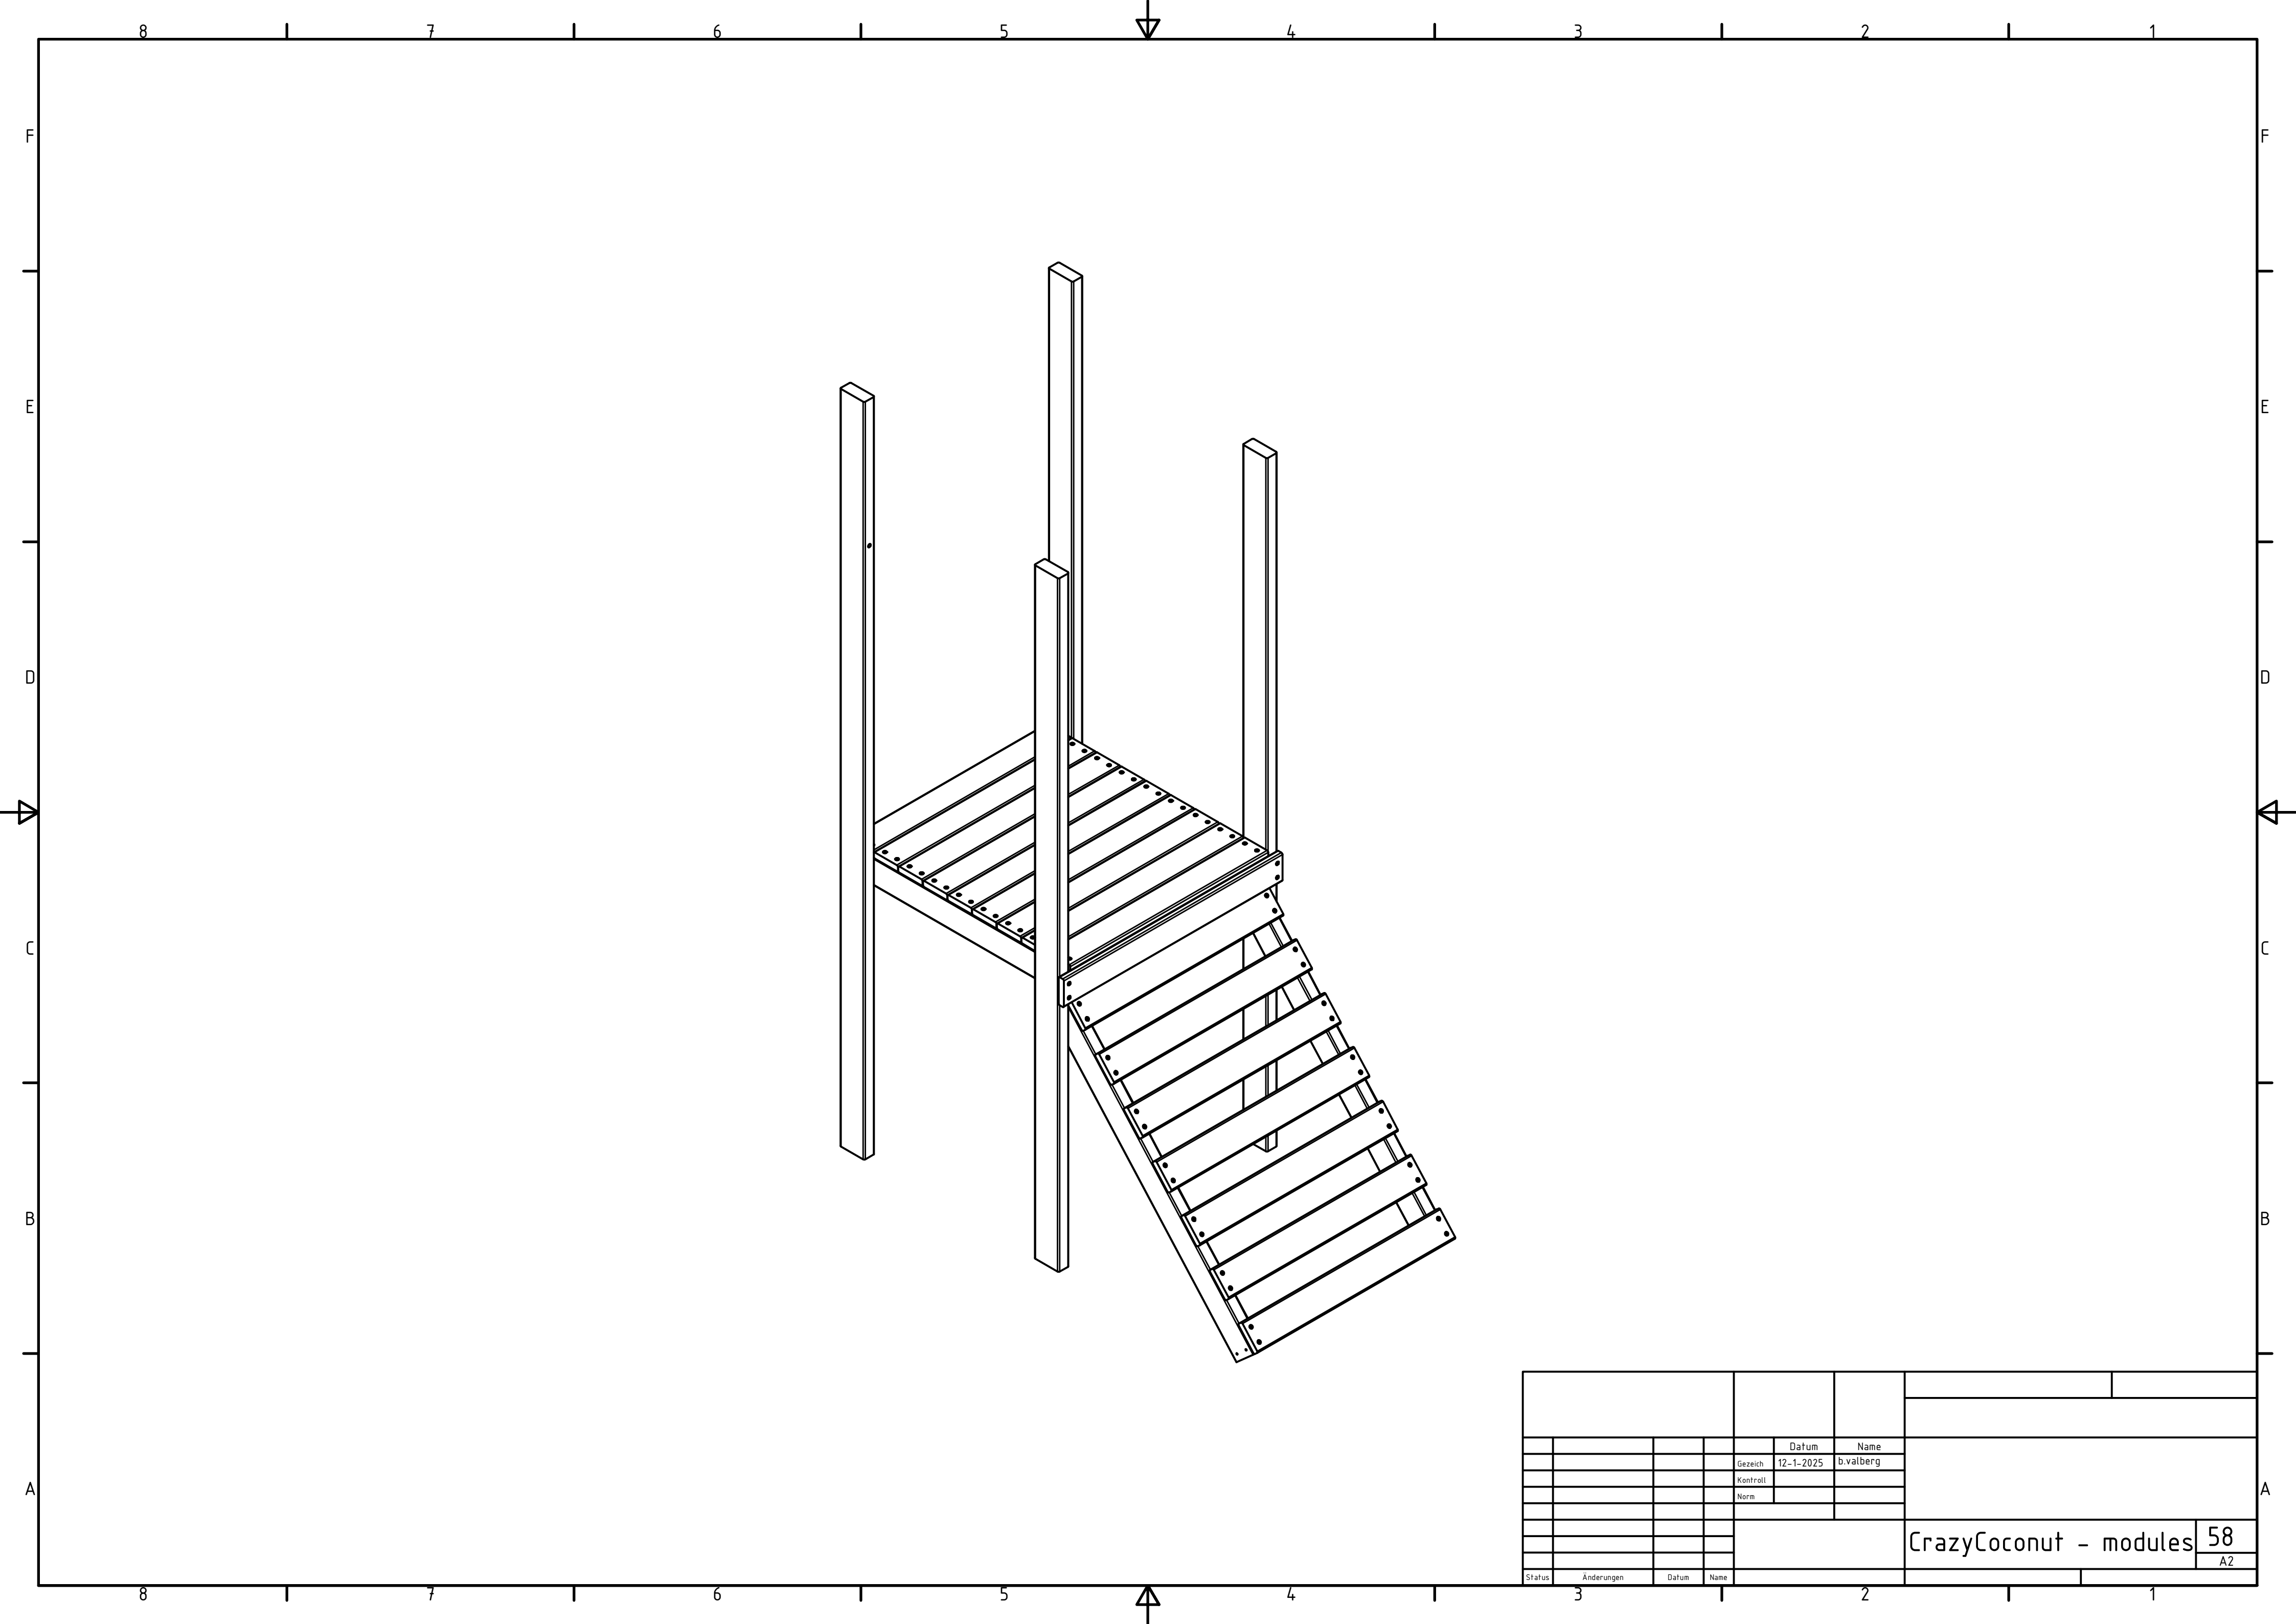 8 7 6 5 4 3 2 1
F F
E E
D D
C C
B B
A A
Datum Name
Gezeich 12-1-2025 b.valberg
Kontroll
Norm
CrazyCoconut - modules 58
A2
Status Änderungen Datum Name
8 7 6 5 4 3 2 1